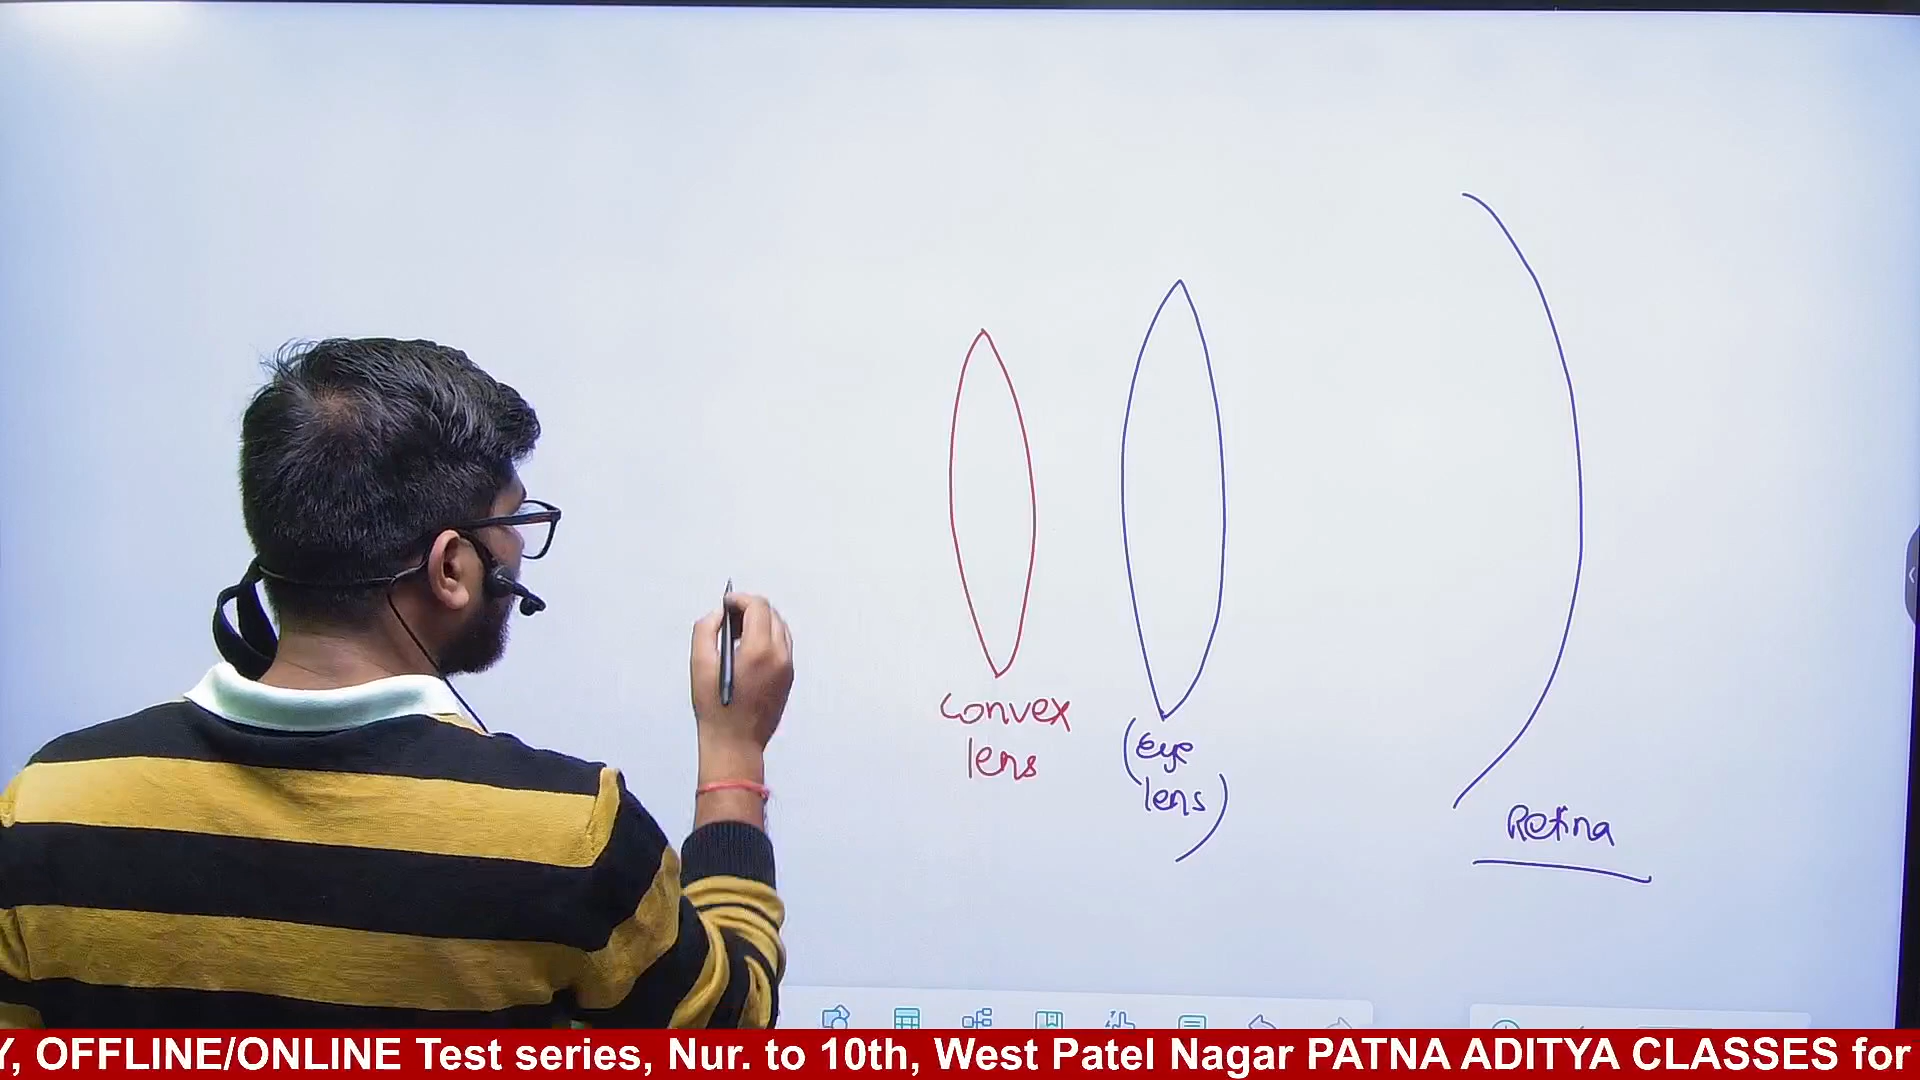 Convex
lens
(eye
lens)
Retina
Y, OFFLINE/ONLINE Test series, Nur. to 10th, West Patel Nagar PATNA ADITYA CLASSES for